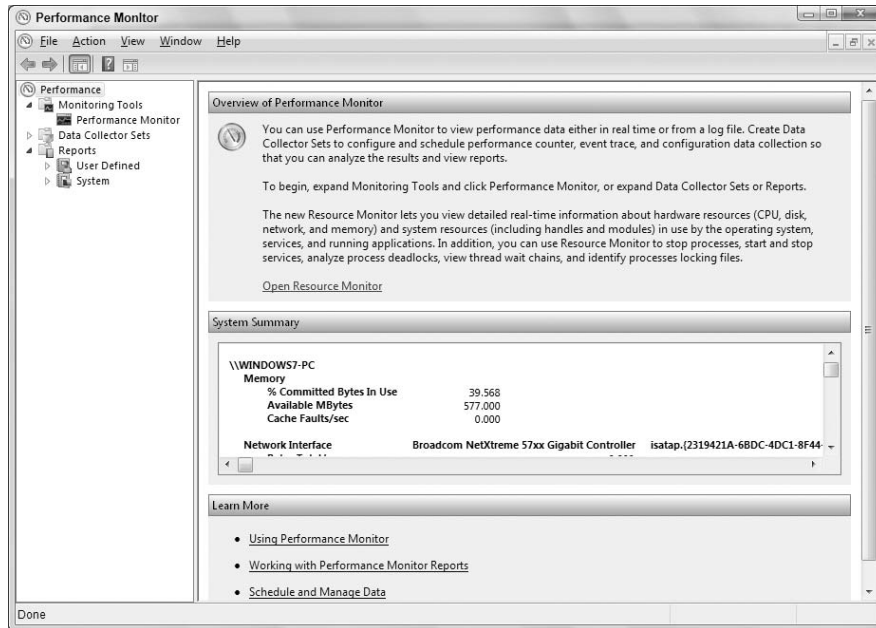 Performance Monitor
File Action View Window Help
Performance
Monitoring Tools
Performance Monitor
Data Collector Sets
Reports
User Defined
System
Overview of Performance Monitor
You can use Performance Monitor to view performance data either in real time or from a log file. Create Data
Collector Sets to configure and schedule performance counter, event trace, and configuration data collection so
that you can analyze the results and view reports.
To begin, expand Monitoring Tools and click Performance Monitor, or expand Data Collector Sets or Reports.
The new Resource Monitor lets you view detailed real-time information about hardware resources (CPU, disk,
network, and memory) and system resources (including handles and modules) in use by the operating system,
services, and running applications. In addition, you can use Resource Monitor to stop processes, start and stop
services, analyze process deadlocks, view thread wait chains, and identify processes locking files.
Open Resource Monitor
System Summary
\\WINDOWS7-PC
Memory
% Committed Bytes In Use 39.568
Available MBytes 577.000
Cache Faults/sec 0.000
Network Interface Broadcom NetXtreme 57xx Gigabit Controller isatap.{2319421A-6BDC-4DC1-8F44-
Learn More
• Using Performance Monitor
• Working with Performance Monitor Reports
• Schedule and Manage Data
Done